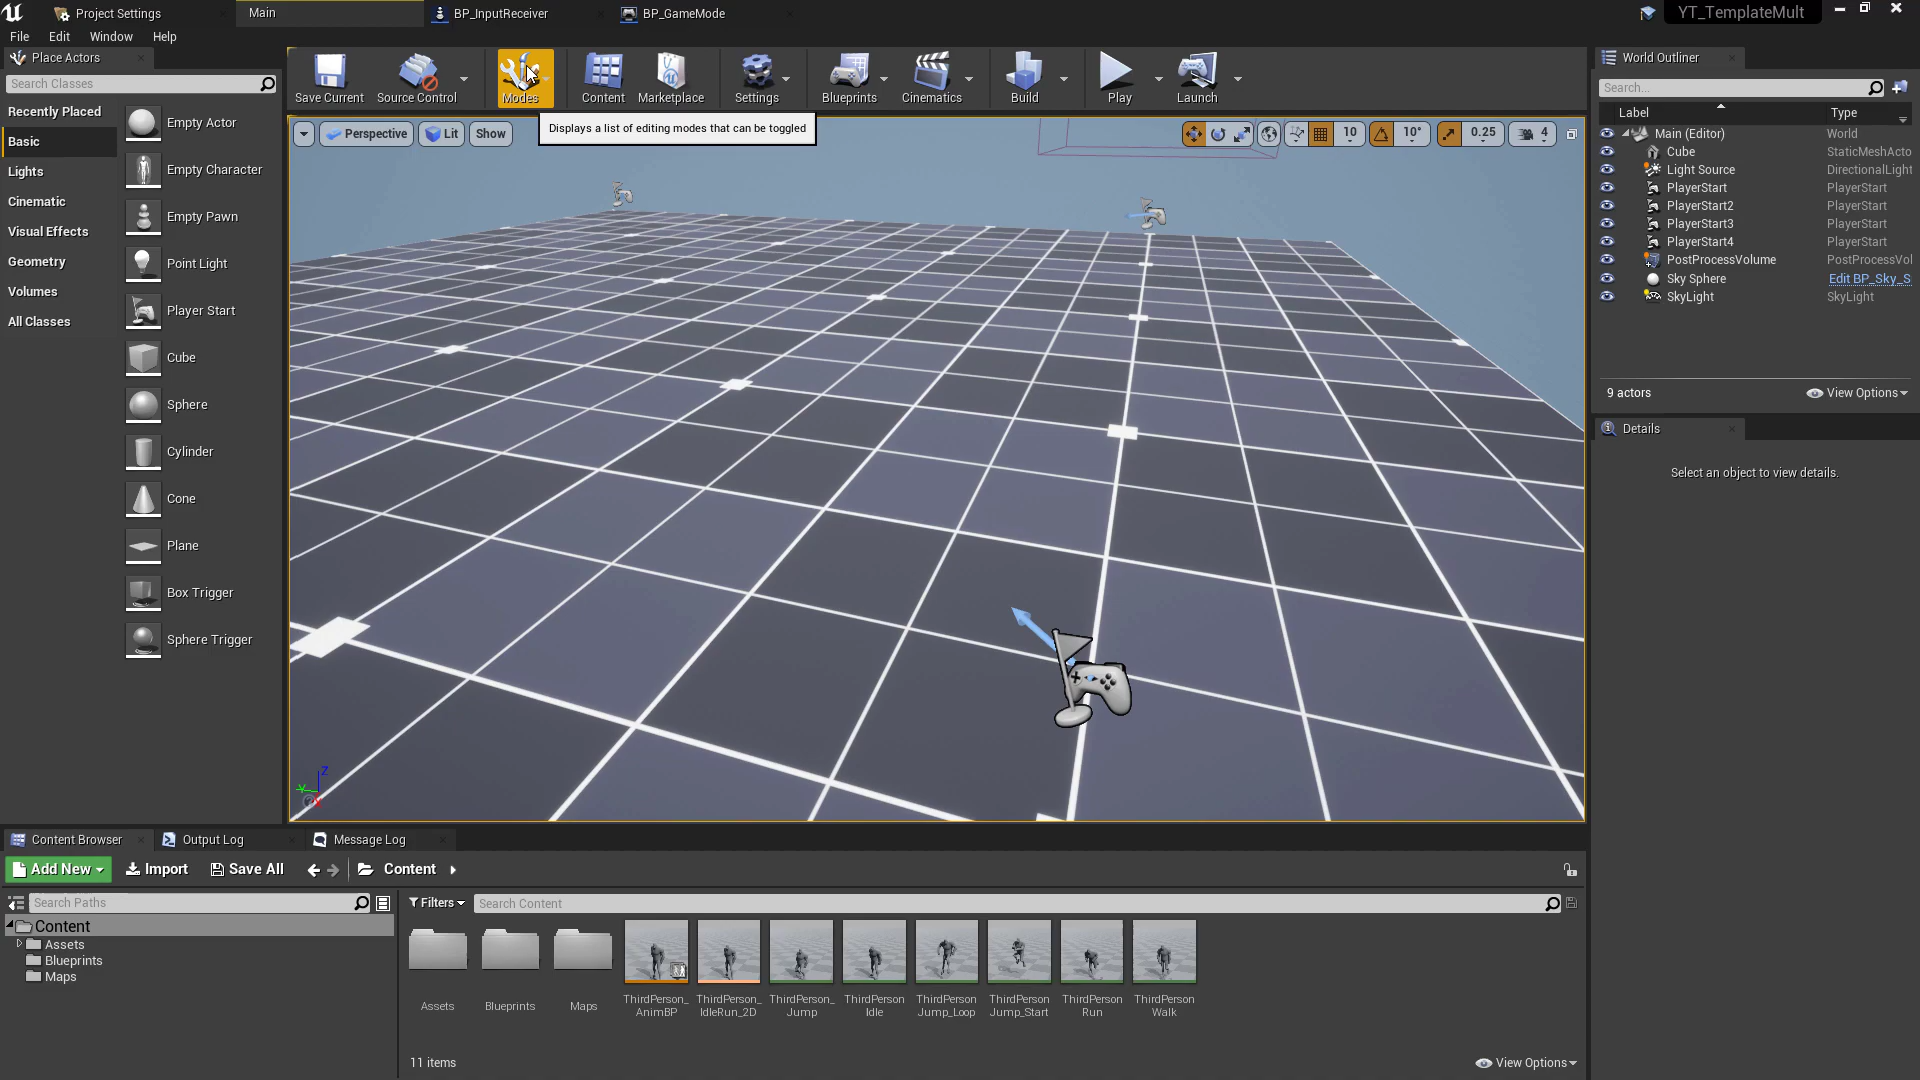 Project Settings
Main
BP_InputReceiver
BP_GameMode
YT_TemplateMult
File Edit Window Help
Place Actors
Search Classes
Recently Placed
Basic
Lights
Cinematic
Visual Effects
Geometry
Volumes
All Classes
Empty Actor
Empty Character
Empty Pawn
Point Light
Player Start
Cube
Sphere
Cylinder
Cone
Plane
Box Trigger
Sphere Trigger
Save Current
Source Control
Modes
Content
Marketplace
Settings
Blueprints
Cinematics
Build
Play
Launch
Displays a list of editing modes that can be toggled
Perspective
Lit
Show
10
10°
0.25
4
Z
World Outliner
Search...
Label Type
Main (Editor) World
Cube StaticMeshActo
Light Source DirectionalLight
PlayerStart PlayerStart
PlayerStart2 PlayerStart
PlayerStart3 PlayerStart
PlayerStart4 PlayerStart
PostProcessVolume PostProcessVol
Sky Sphere Edit BP_Sky_S
SkyLight SkyLight
9 actors
View Options
Details
Select an object to view details.
Content Browser
Output Log
Message Log
Add New
Import
Save All
Content
Search Paths
Content
Assets
Blueprints
Maps
Filters
Search Content
Assets
Blueprints
Maps
ThirdPerson_
AnimBP
ThirdPerson_
IdleRun_2D
ThirdPerson_
Jump
ThirdPerson
Idle
ThirdPerson
Jump_Loop
ThirdPerson
Jump_Start
ThirdPerson
Run
ThirdPerson
Walk
11 items
View Options